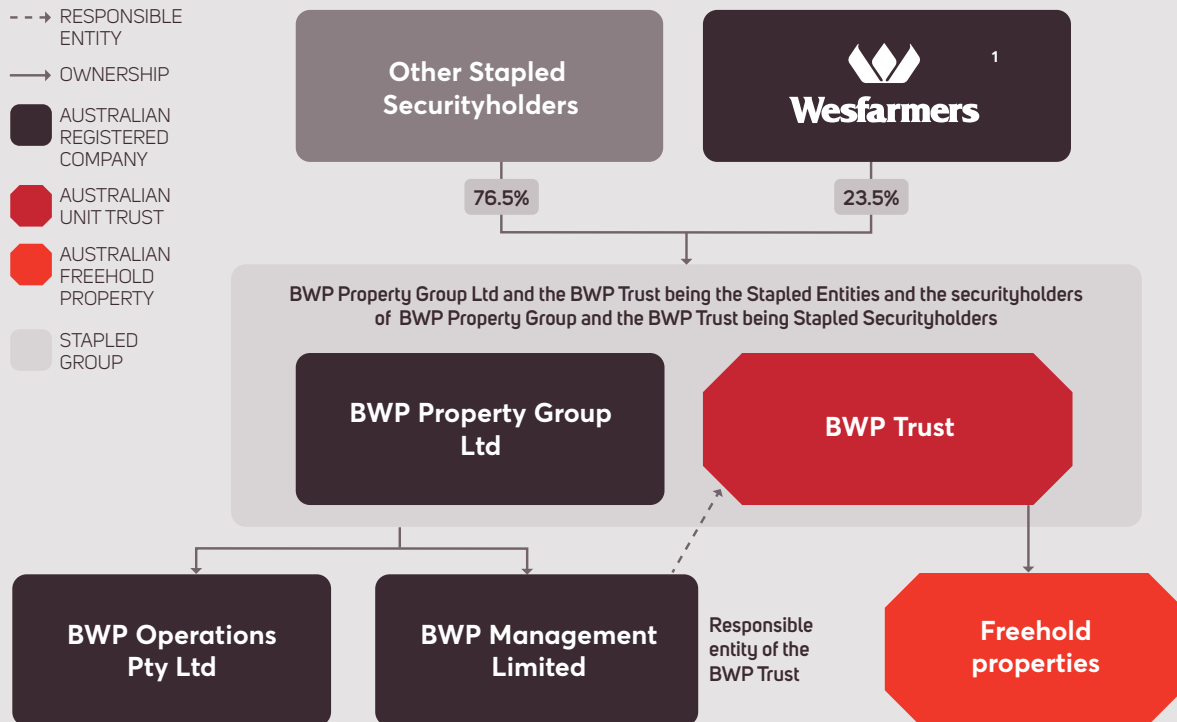 RESPONSIBLE
ENTITY
OWNERSHIP
AUSTRALIAN
REGISTERED
COMPANY
AUSTRALIAN
UNIT TRUST
AUSTRALIAN
FREEHOLD
PROPERTY
STAPLED
GROUP
Other Stapled
Securityholders
1
Wesfarmers
76.5%
23.5%
BWP Property Group Ltd and the BWP Trust being the Stapled Entities and the securityholders
of BWP Property Group and the BWP Trust being Stapled Securityholders
BWP Property Group
Ltd
BWP Trust
BWP Operations
Pty Ltd
BWP Management
Limited
Responsible
entity of the
BWP Trust
Freehold
properties